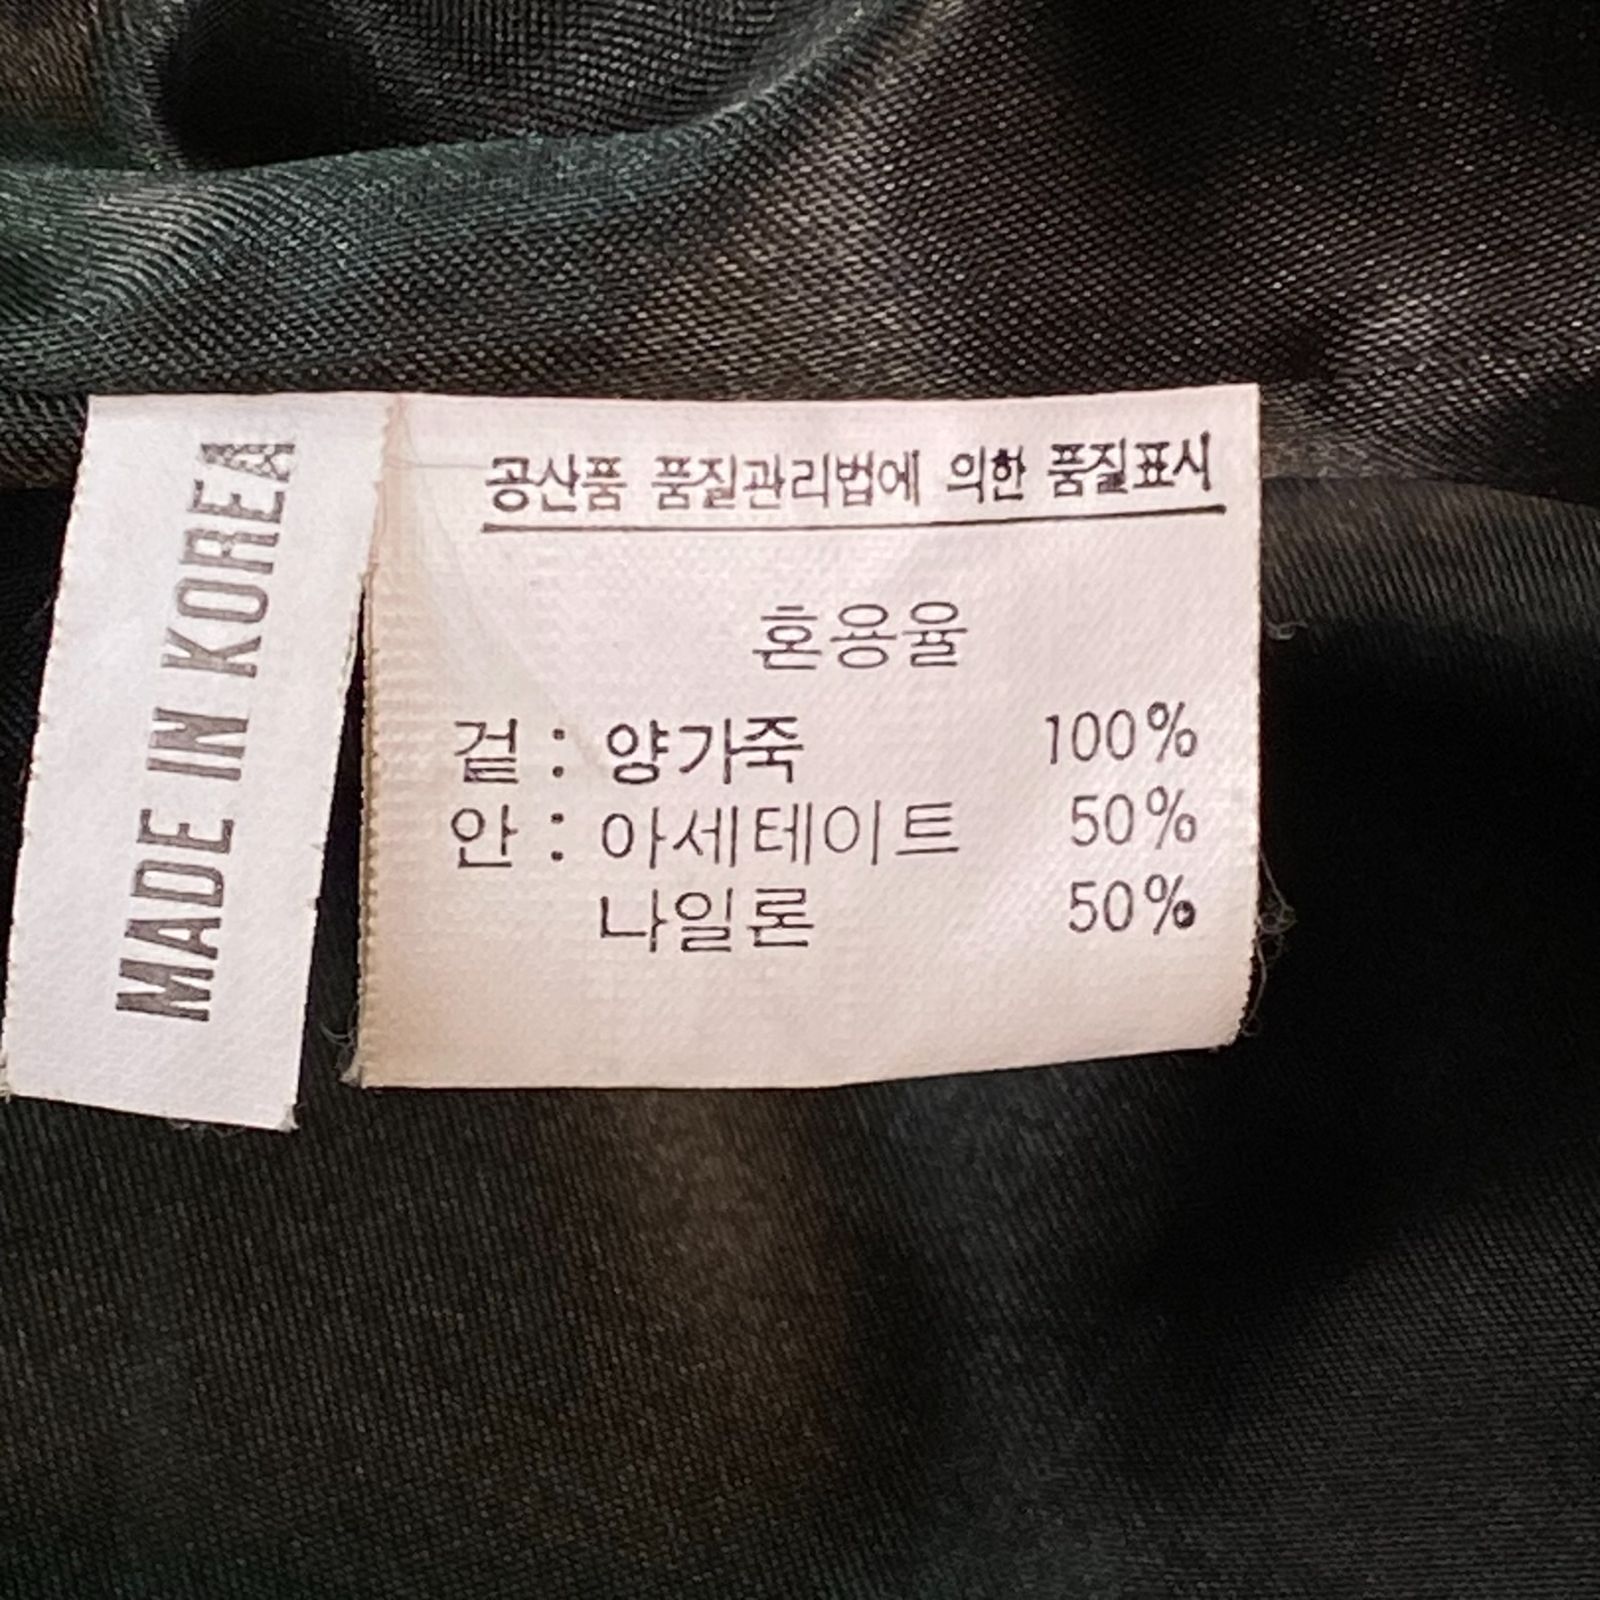 MADE IN KOREA
공산품 품질관리법에 의한 품질표시
혼용율
겉 : 양가죽 100%
안 : 아세테이트 50%
나일론 50%